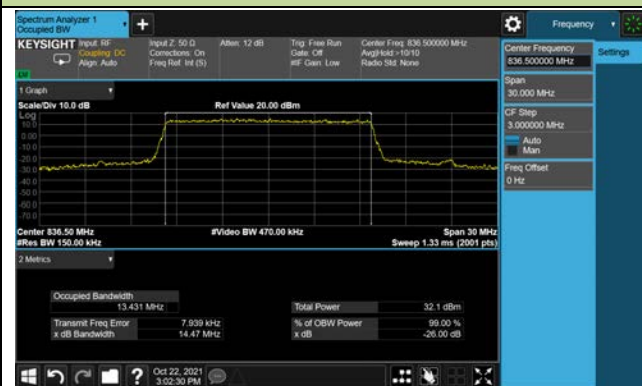 Spectrum Analyzer 1
Occupied BW
Frequency
KEYSIGHT
Input: RF
Coupling: DC
Align: Auto
Input Z: 50 Ω
Corrections: On
Freq Ref: Int (S)
Atten: 12 dB
Trig: Free Run
Gate: Off
#IF Gain: Low
Center Freq: 836.500000 MHz
Avg|Hold:>10/10
Radio Std: None
Center Frequency
836.500000 MHz
Settings
Span
30.000 MHz
CF Step
3.000000 MHz
Auto
Man
Freq Offset
0 Hz
1 Graph
Scale/Div 10.0 dB
Ref Value 20.00 dBm
Log
10.0
0.00
-10.0
-20.0
-30.0
-40.0
-50.0
-60.0
-70.0
Center 836.50 MHz
#Video BW 470.00 kHz
Span 30 MHz
#Res BW 150.00 kHz
Sweep 1.33 ms (2001 pts)
2 Metrics
Occupied Bandwidth
13.431 MHz
Total Power
32.1 dBm
Transmit Freq Error
7.939 kHz
% of OBW Power
99.00 %
x dB Bandwidth
14.47 MHz
x dB
-26.00 dB
?
Oct 22, 2021
3:02:30 PM